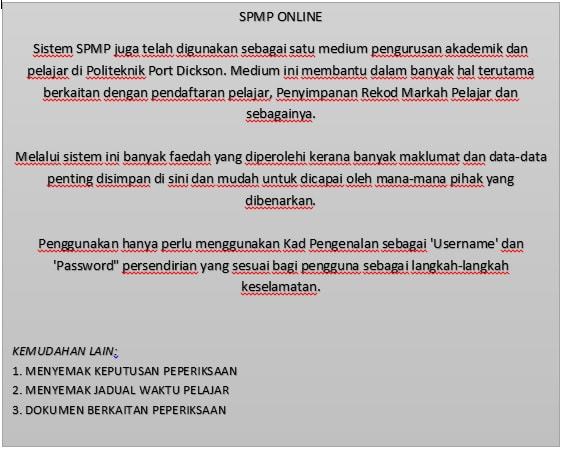 SPMP ONLINE
Sistem SPMP juga telah digunakan sebagai satu medium pengurusan akademik dan
pelajar di Politeknik Port Dickson. Medium ini membantu dalam banyak hal terutama
berkaitan dengan pendaftaran pelajar, Penyimpanan Rekod Markah Pelajar dan
sebagainya.
Melalui sistem ini banyak faedah yang diperolehi kerana banyak maklumat dan data-data
penting disimpan di sini dan mudah untuk dicapai oleh mana-mana pihak yang
dibenarkan.
Penggunakan hanya perlu menggunakan Kad Pengenalan sebagai 'Username' dan
'Password" persendirian yang sesuai bagi pengguna sebagai langkah-langkah
keselamatan.
KEMUDAHAN LAIN:
1. MENYEMAK KEPUTUSAN PEPERIKSAAN
2. MENYEMAK JADUAL WAKTU PELAJAR
3. DOKUMEN BERKAITAN PEPERIKSAAN